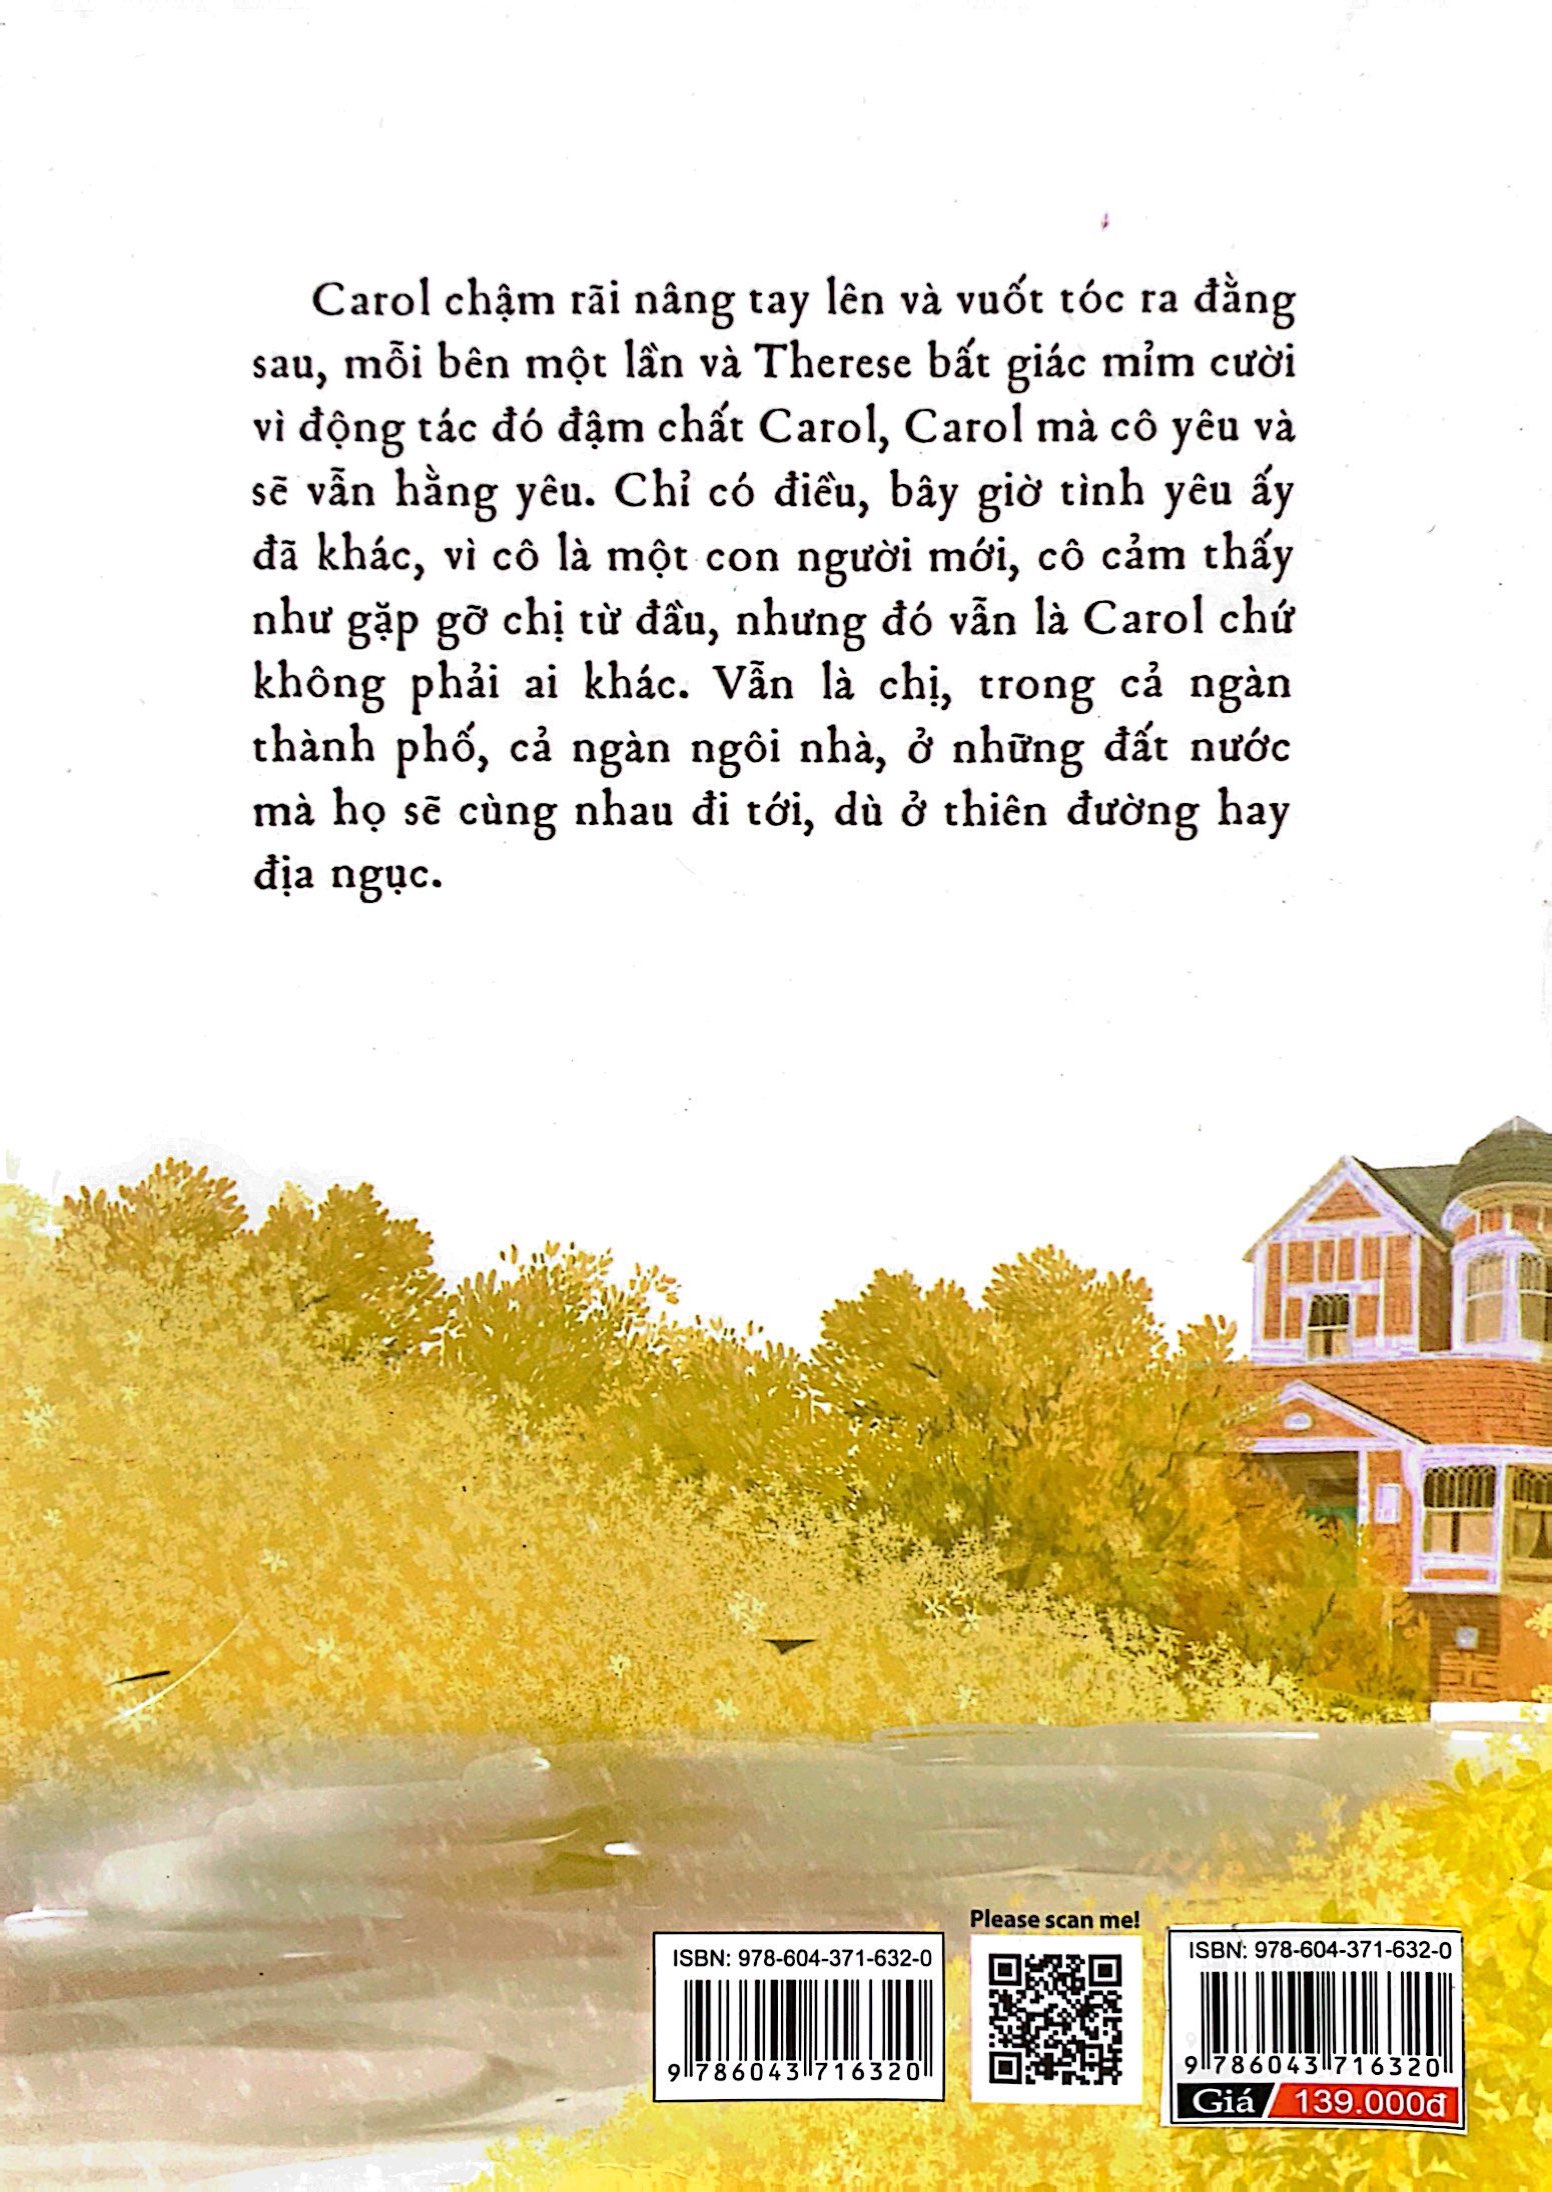 Carol chậm rãi nâng tay lên và vuốt tóc ra đằng
sau, mỗi bên một lần và Therese bất giác mỉm cười
vì động tác đó đậm chất Carol, Carol mà cô yêu và
sẽ vẫn hằng yêu. Chỉ có điều, bây giờ tình yêu ấy
đã khác, vì cô là một con người mới, cô cảm thấy
như gặp gỡ chị từ đầu, nhưng đó vẫn là Carol chứ
không phải ai khác. Vẫn là chị, trong cả ngàn
thành phố, cả ngàn ngôi nhà, ở những đất nước
mà họ sẽ cùng nhau đi tới, dù ở thiên đường hay
địa ngục.
ISBN: 978-604-371-632-0
9 786043 716320
Please scan me!
ISBN: 978-604-371-632-0
9 786043 716320
Giá 139.000đ